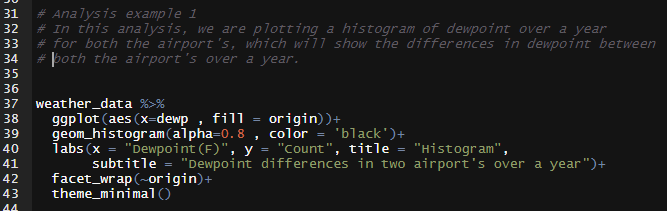 31 # Analysis example 1
32 # In this analysis, we are plotting a histogram of dewpoint over a year
33 # for both the airport's, which will show the differences in dewpoint between
34 # both the airport's over a year.
35
36
37 weather_data %>%
38 ggplot(aes(x=dewp , fill = origin))+
39 geom_histogram(alpha=0.8 , color = 'black')+
40 labs(x = "Dewpoint(F)", y = "Count", title = "Histogram",
41 subtitle = "Dewpoint differences in two airport's over a year")+
42 facet_wrap(~origin)+
43 theme_minimal()
44